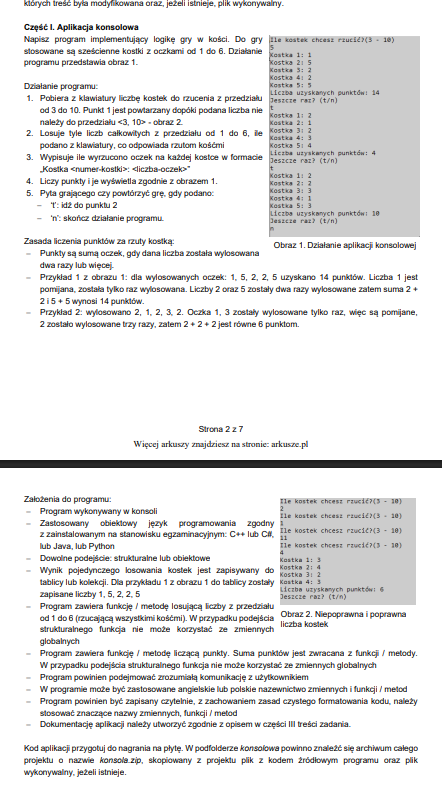 których treść była modyfikowana oraz, jeżeli istnieje, plik wykonywalny.
Część I. Aplikacja konsolowa
Napisz program implementujący logikę gry w kości. Do gry
stosowane są sześcienne kostki z oczkami od 1 do 6. Działanie
programu przedstawia obraz 1.
Działanie programu:
1. Pobiera z klawiatury liczbę kostek do rzucenia z przedziału
od 3 do 10. Punkt 1 jest powtarzany dopóki podana liczba nie
należy do przedziału <3, 10> - obraz 2.
2. Losuje tyle liczb całkowitych z przedziału od 1 do 6, ile
podano z klawiatury, co odpowiada rzutom kośćmi
3. Wypisuje ile wyrzucono oczek na każdej kostce w formacie
„Kostka <numer-kostki>: <liczba-oczek>”
4. Liczy punkty i je wyświetla zgodnie z obrazem 1.
5. Pyta grającego czy powtórzyć grę, gdy podano:
– 't': idź do punktu 2
– 'n': skończ działanie programu.
Ile kostek chcesz rzucić?(3 - 10)
5
Kostka 1: 1
Kostka 2: 5
Kostka 3: 2
Kostka 4: 2
Kostka 5: 5
Liczba uzyskanych punktów: 14
Jeszcze raz? (t/n)
t
Kostka 1: 2
Kostka 2: 1
Kostka 3: 2
Kostka 4: 3
Kostka 5: 4
Liczba uzyskanych punktów: 4
Jeszcze raz? (t/n)
t
Kostka 1: 2
Kostka 2: 2
Kostka 3: 3
Kostka 4: 1
Kostka 5: 3
Liczba uzyskanych punktów: 10
Jeszcze raz? (t/n)
n
Obraz 1. Działanie aplikacji konsolowej
Zasada liczenia punktów za rzuty kostką:
– Punkty są sumą oczek, gdy dana liczba została wylosowana
dwa razy lub więcej.
– Przykład 1 z obrazu 1: dla wylosowanych oczek: 1, 5, 2, 2, 5 uzyskano 14 punktów. Liczba 1 jest
pomijana, została tylko raz wylosowana. Liczby 2 oraz 5 zostały dwa razy wylosowane zatem suma 2 +
2 i 5 + 5 wynosi 14 punktów.
– Przykład 2: wylosowano 2, 1, 2, 3, 2. Oczka 1, 3 zostały wylosowane tylko raz, więc są pomijane,
2 zostało wylosowane trzy razy, zatem 2 + 2 + 2 jest równe 6 punktom.
Strona 2 z 7
Więcej arkuszy znajdziesz na stronie: arkusze.pl
Założenia do programu:
– Program wykonywany w konsoli
– Zastosowany obiektowy język programowania zgodny
z zainstalowanym na stanowisku egzaminacyjnym: C++ lub C#,
lub Java, lub Python
– Dowolne podejście: strukturalne lub obiektowe
– Wynik pojedynczego losowania kostek jest zapisywany do
tablicy lub kolekcji. Dla przykładu 1 z obrazu 1 do tablicy zostały
zapisane liczby 1, 5, 2, 2, 5
– Program zawiera funkcję / metodę losującą liczby z przedziału
od 1 do 6 (rzucającą wszystkimi kośćmi). W przypadku podejścia
strukturalnego funkcja nie może korzystać ze zmiennych
globalnych
Ile kostek chcesz rzucić?(3 - 10)
2
Ile kostek chcesz rzucić?(3 - 10)
1
Ile kostek chcesz rzucić?(3 - 10)
11
Ile kostek chcesz rzucić?(3 - 10)
4
Kostka 1: 3
Kostka 2: 4
Kostka 3: 2
Kostka 4: 3
Liczba uzyskanych punktów: 6
Jeszcze raz? (t/n)
Obraz 2. Niepoprawna i poprawna
liczba kostek
– Program zawiera funkcję / metodę liczącą punkty. Suma punktów jest zwracana z funkcji / metody.
W przypadku podejścia strukturalnego funkcja nie może korzystać ze zmiennych globalnych
– Program powinien podejmować zrozumiałą komunikację z użytkownikiem
– W programie może być zastosowane angielskie lub polskie nazewnictwo zmiennych i funkcji / metod
– Program powinien być zapisany czytelnie, z zachowaniem zasad czystego formatowania kodu, należy
stosować znaczące nazwy zmiennych, funkcji / metod
– Dokumentację aplikacji należy utworzyć zgodnie z opisem w części III treści zadania.
Kod aplikacji przygotuj do nagrania na płytę. W podfolderze konsolowa powinno znaleźć się archiwum całego
projektu o nazwie konsola.zip, skopiowany z projektu plik z kodem źródłowym programu oraz plik
wykonywalny, jeżeli istnieje.